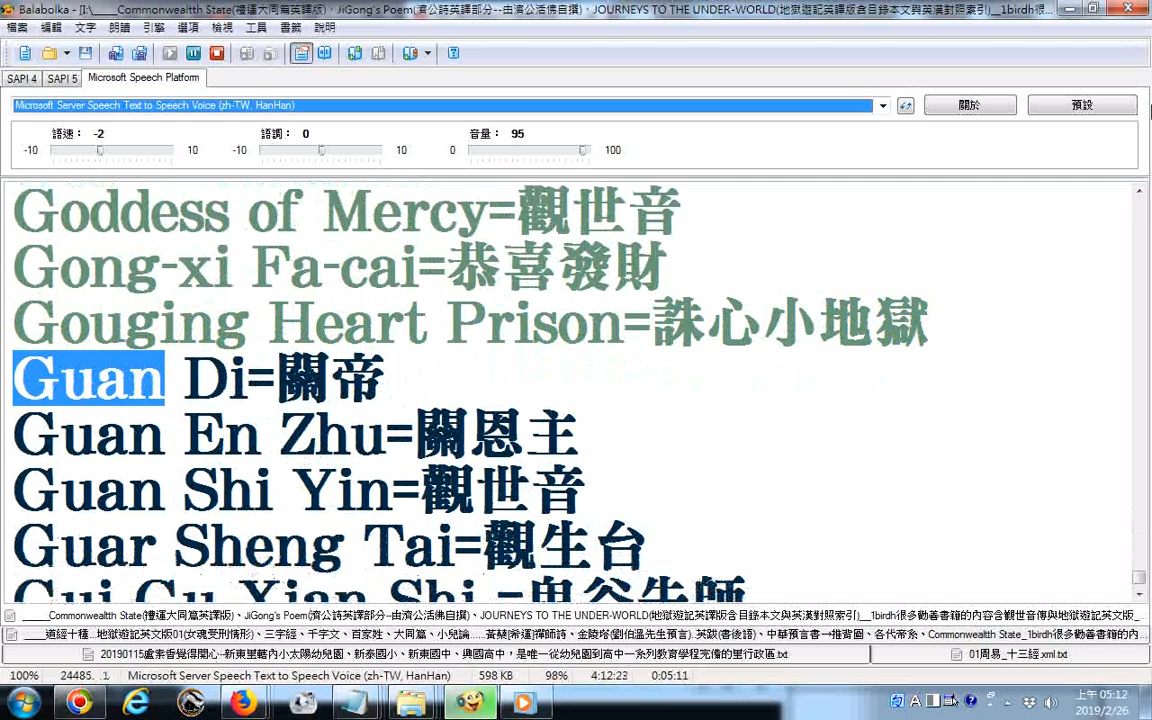 Balabolka - [I:\_____Commonwealtth State(禮運大同篇英譯版)、JiGong's Poem(濟公詩英譯部分--由濟公活佛自撰)、JOURNEYS TO THE UNDER-WORLD(地獄遊記英譯版含目錄本文與英漢對照索引)__1birdh很...
檔案 編輯 文字 朗讀 引擎 選項 檢視 工具 書籤 說明
SAPI 4 SAPI 5 Microsoft Speech Platform
Microsoft Server Speech Text to Speech Voice (zh-TW, HanHan) 關於 預設
語速： -2 語調： 0 音量： 95
-10 10 -10 10 0 100
Goddess of Mercy=觀世音
Gong-xi Fa-cai=恭喜發財
Gouging Heart Prison=誅心小地獄
Guan Di=關帝
Guan En Zhu=關恩主
Guan Shi Yin=觀世音
Guar Sheng Tai=觀生台
Gui Gu Xian Shi =鬼谷先師
____Commonwealtth State(禮運大同篇英譯版)、JiGong's Poem(濟公詩英譯部分--由濟公活佛自撰)、JOURNEYS TO THE UNDER-WORLD(地獄遊記英譯版含目錄本文與英漢對照索引)__1birdh很多勸善書籍的內容含觀世音傳與地獄遊記英文版_
道經十種...地獄遊記英文版01(女魂受刑情形)、三字經、千字文、百家姓、大同篇、小兒論......黃蘗[希運]禪師詩、金陵塔(劉伯溫先生預言).英跋(書後語)、中華預言書--推背圖、各代帝系、Commonwealth State_1birdh很多勸善書籍的內...
20190115盧素香覺得開心--新東里轄內小太陽幼兒園、新泰國小、新東國中、興國高中，是唯一從幼兒園到高中一系列教育學程完備的里行政區.txt 01周易_十三經.xml.txt
100% 24485. .1 Microsoft Server Speech Text to Speech Voice (zh-TW, HanHan) 598 KB 98% 4:12:23 0:05:11
上午 05:12
2019/2/26